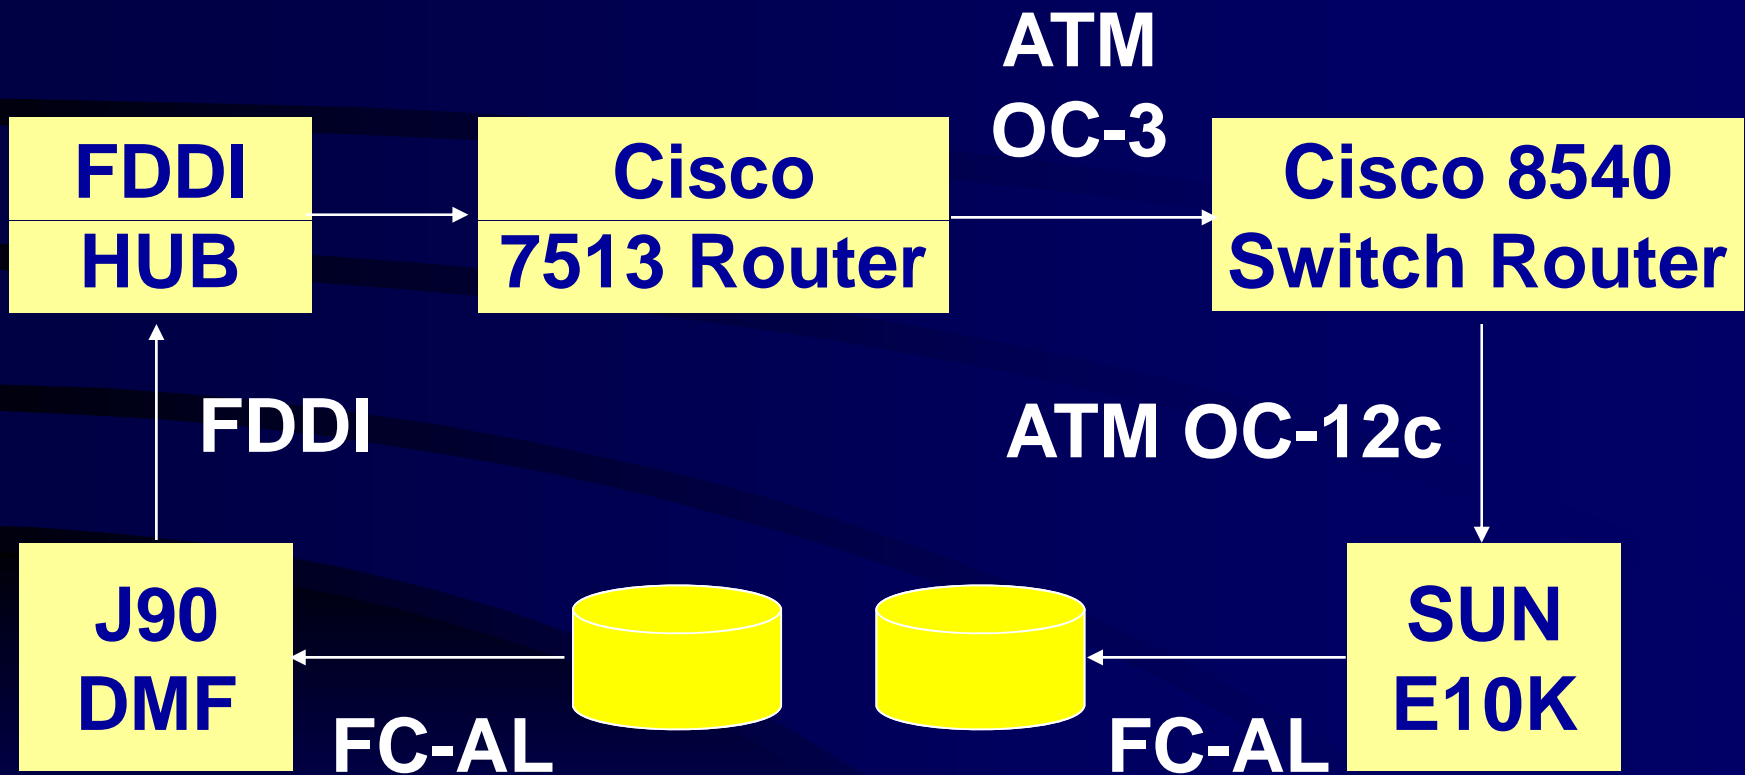 ATM
OC-3
FDDI
HUB
Cisco
7513 Router
Cisco 8540
Switch Router
FDDI
ATM OC-12c
J90
DMF
FC-AL
FC-AL
SUN
E10K